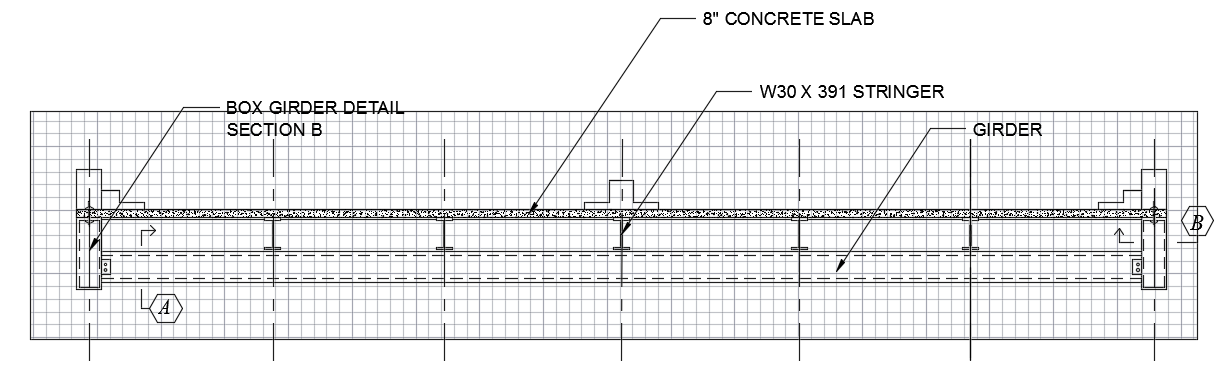 8" CONCRETE SLAB
W30 X 391 STRINGER
BOX GIRDER DETAIL
SECTION B
GIRDER
B
A